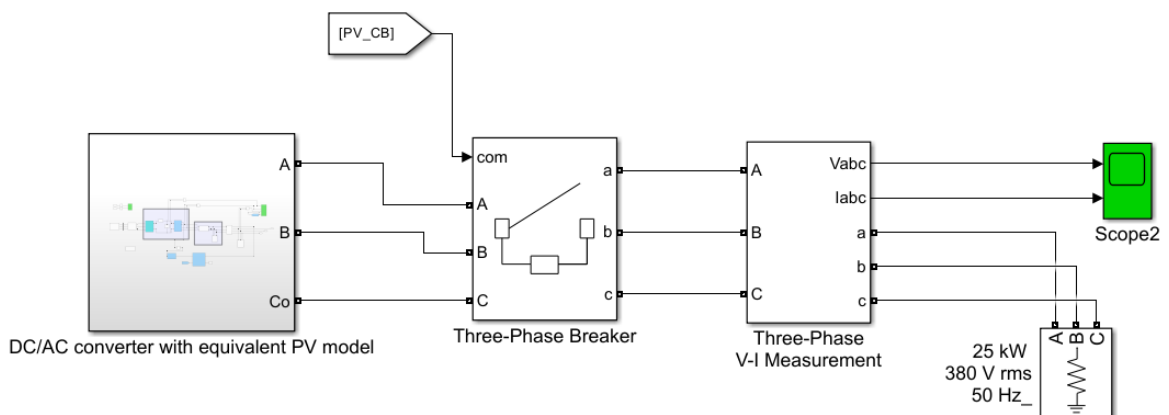 [PV_CB]
A
B
Co
DC/AC converter with equivalent PV model
com
A
B
C
a
b
c
Three-Phase Breaker
A
B
C
Vabc
Iabc
a
b
c
Three-Phase
V-I Measurement
Scope2
A B C
25 kW
380 V rms
50 Hz_